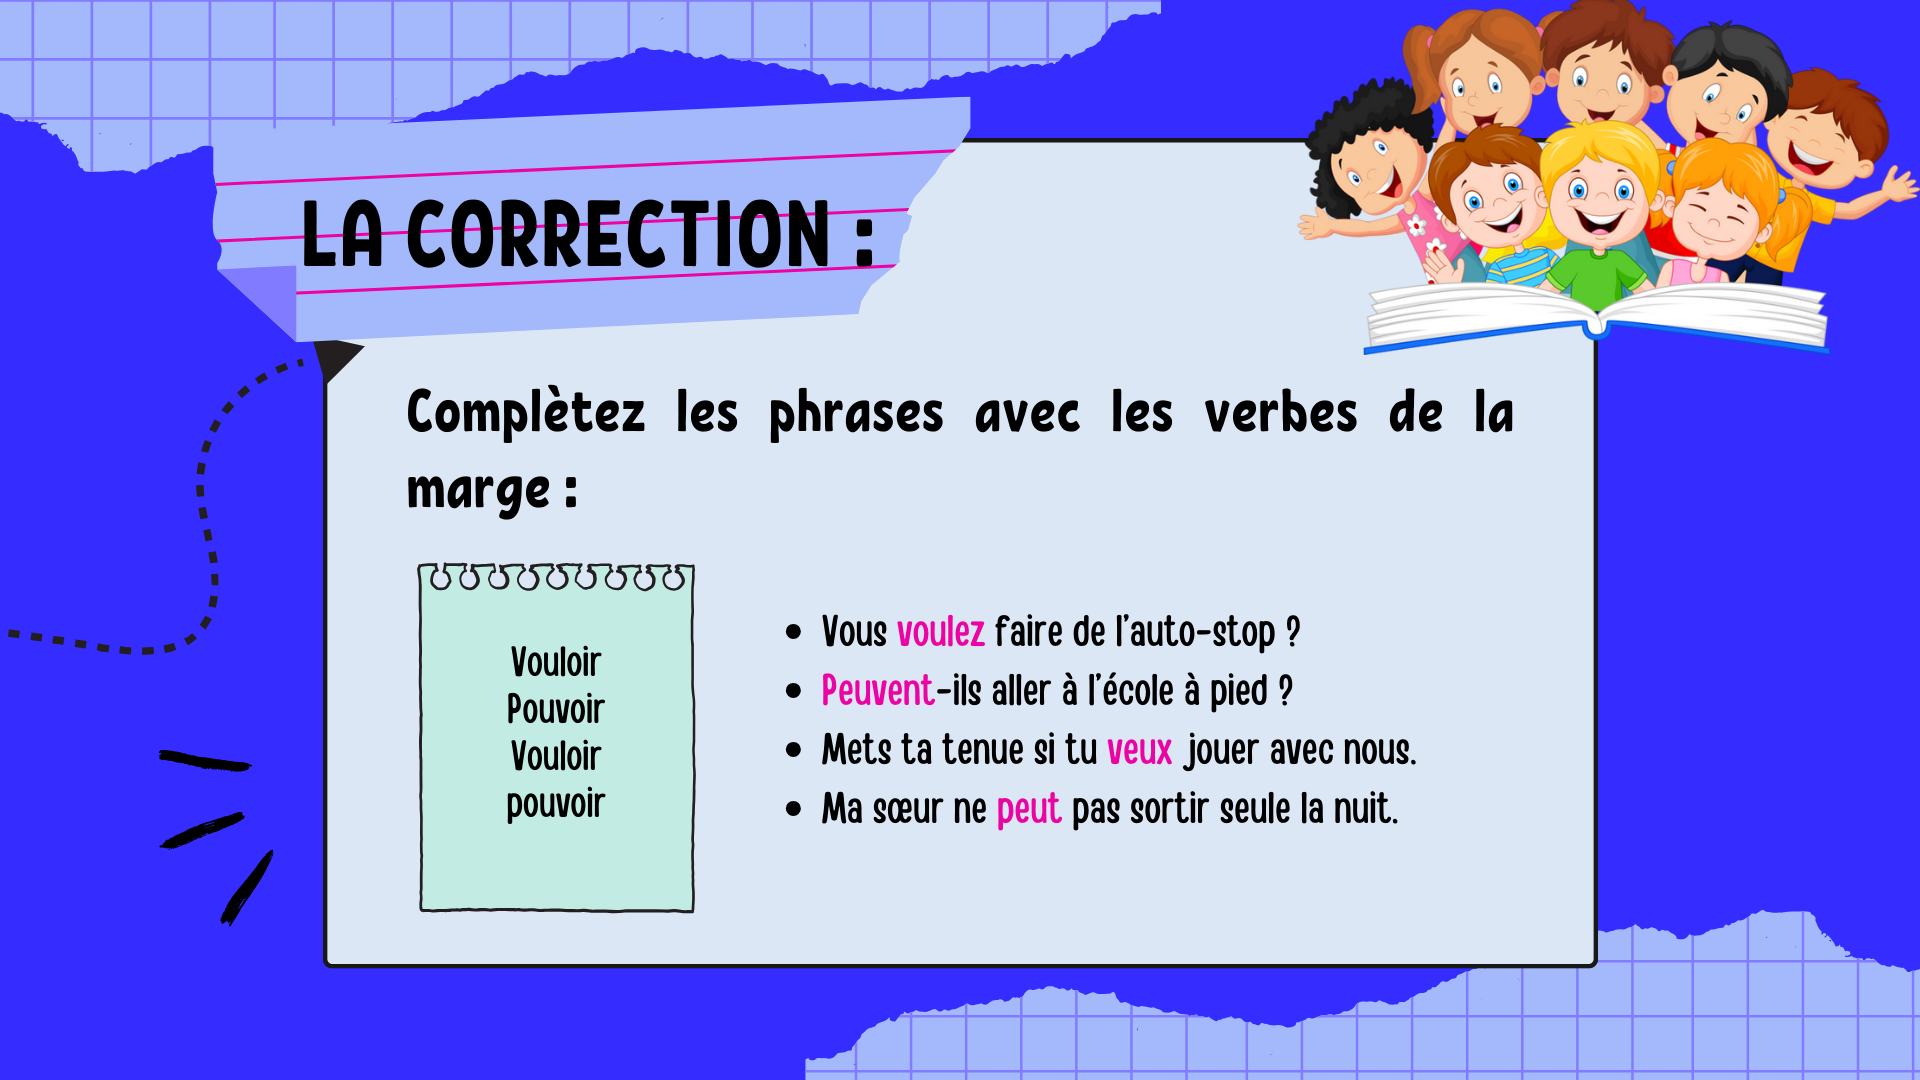 LA CORRECTION :
Complètez les phrases avec les verbes de la
marge :
Vouloir
Pouvoir
Vouloir
pouvoir
• Vous voulez faire de l'auto-stop ?
• Peuvent-ils aller à l'école à pied ?
• Mets ta tenue si tu veux jouer avec nous.
• Ma sœur ne peut pas sortir seule la nuit.